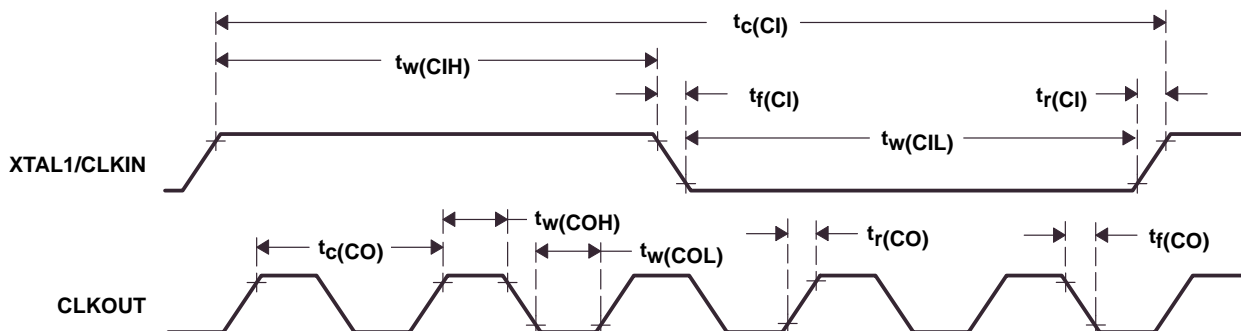 tc(CI)
tw(CIH)
tf(CI)
tr(CI)
tw(CIL)
XTAL1/CLKIN
tw(COH)
tc(CO)
tw(COL)
tr(CO)
tf(CO)
CLKOUT